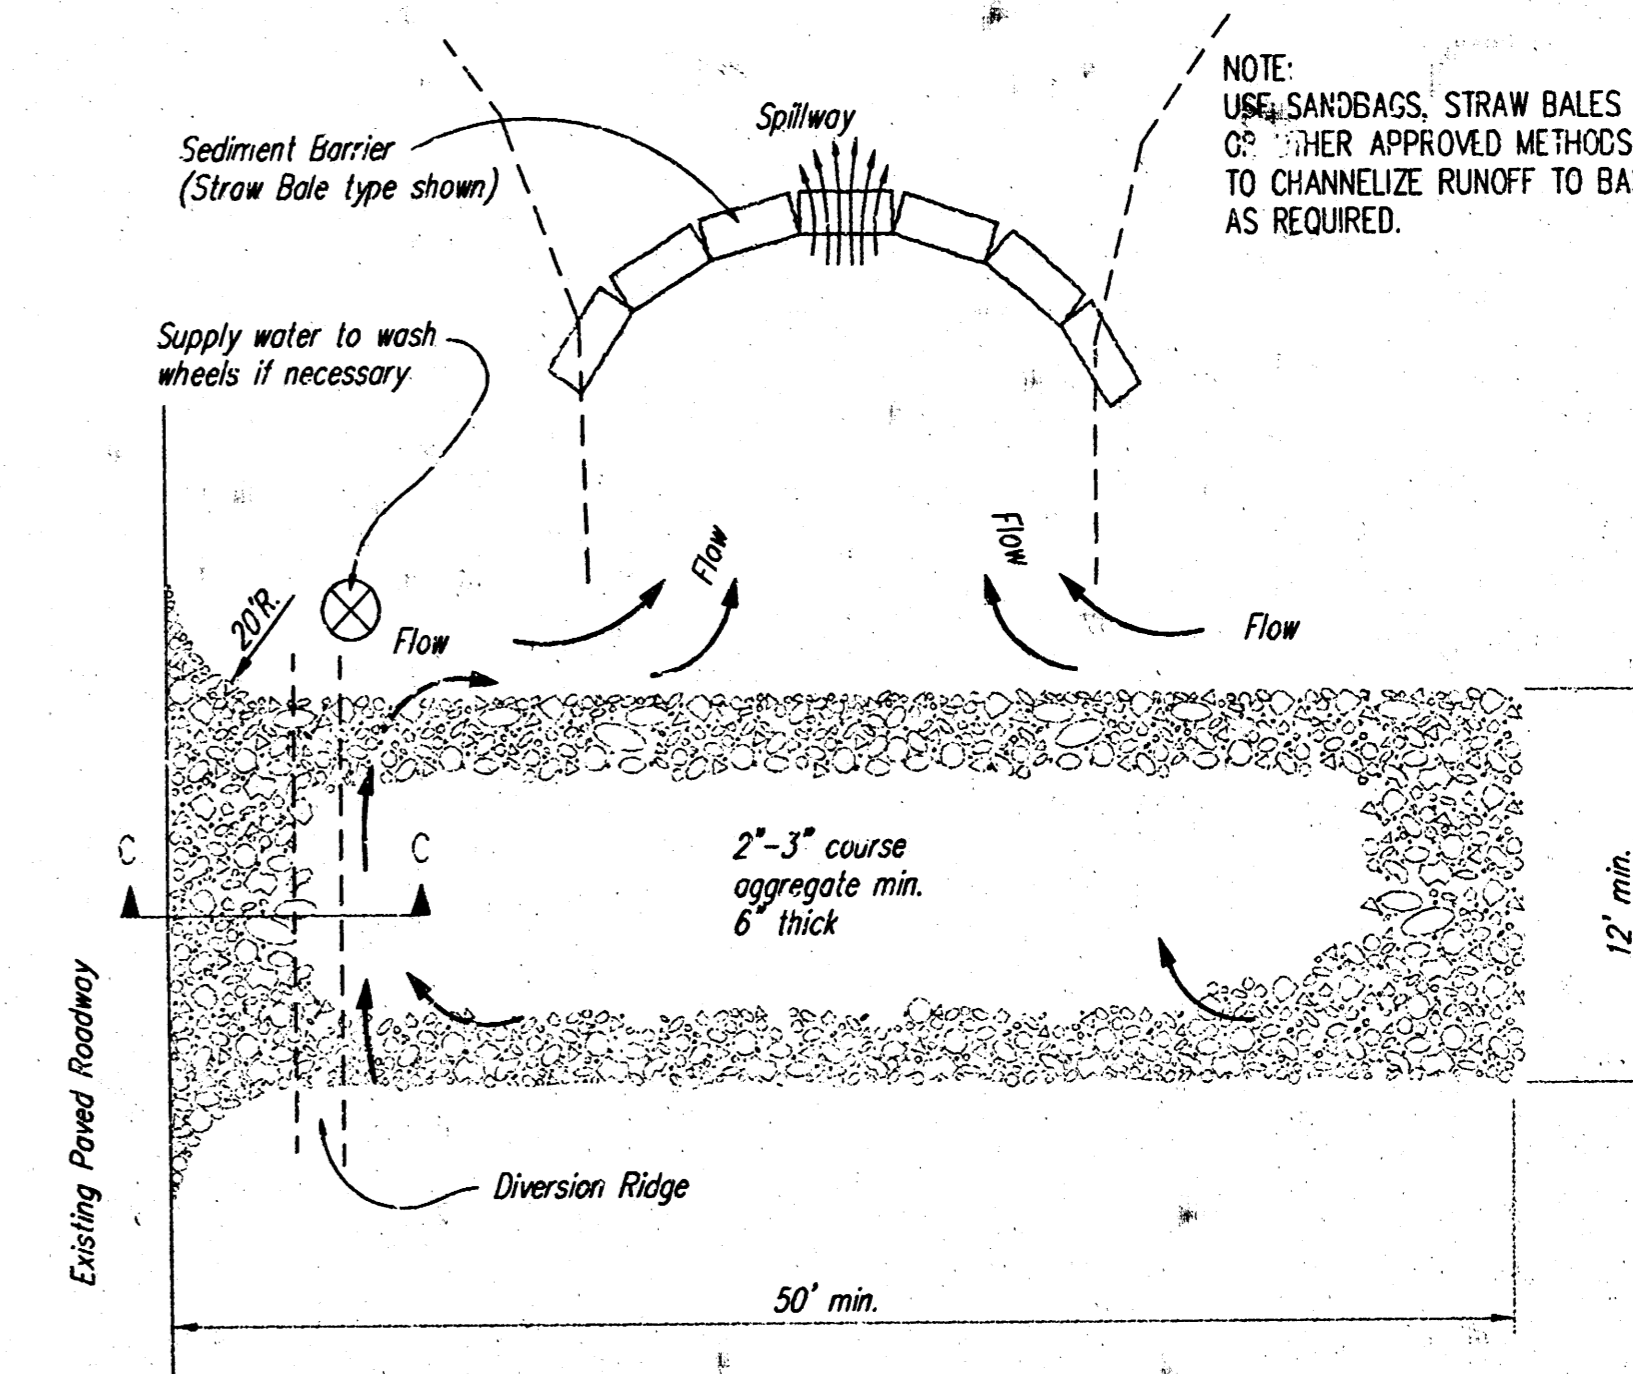 NOTE:
USE SANDBAGS, STRAW BALES
OTHER APPROVED METHODS
TO CHANNELIZE RUNOFF TO
AS REQUIRED.
Spillway
Sediment Barrier
(Straw Bale type shown)
Supply water to wash
wheels if necessary
Flow
Flow
20'R.
Flow
Flow
2"-3" course
aggregate min.
6" thick
C
C
12' min.
Existing Paved Roadway
Diversion Ridge
50' min.